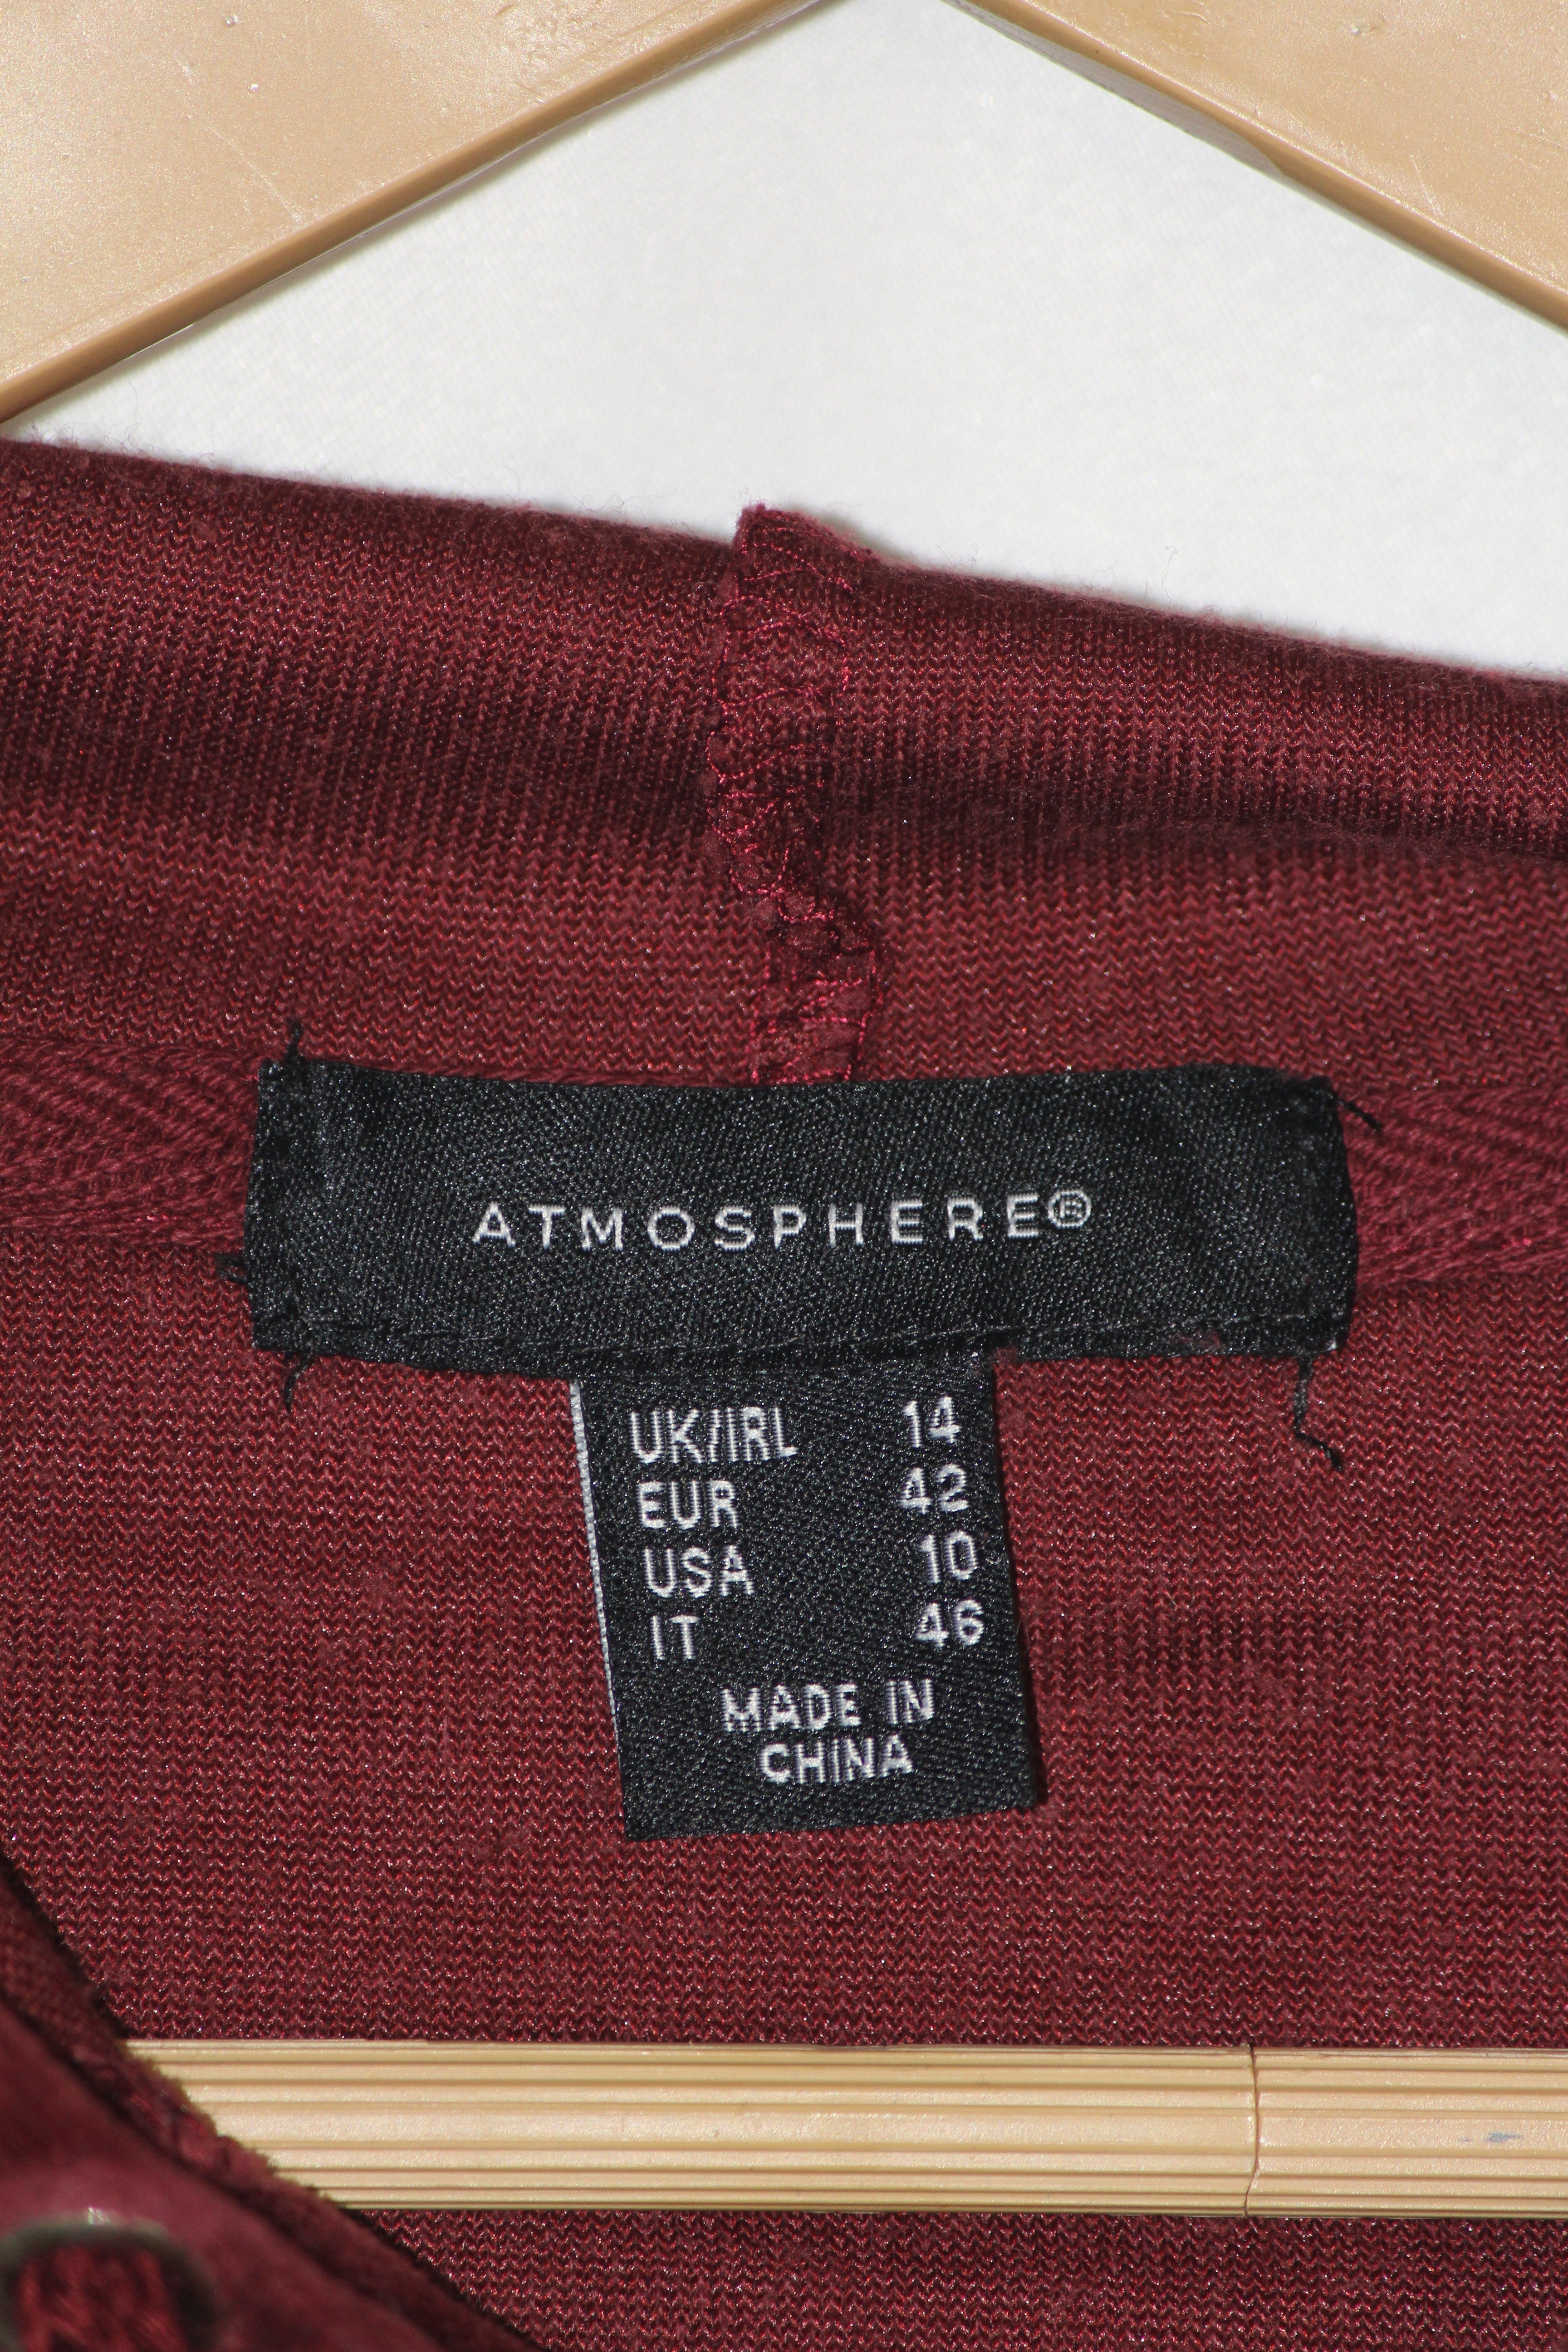 ATMOSPHERE®
UK/IRL 14
EUR 42
USA 10
IT 46
MADE IN
CHINA